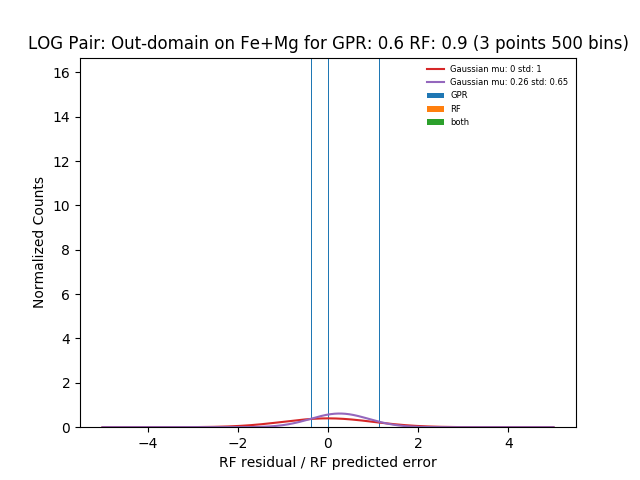 LOG Pair: Out-domain on Fe+Mg for GPR: 0.6 RF: 0.9 (3 points 500 bins)
Gaussian mu: 0 std: 1
Gaussian mu: 0.26 std: 0.65
GPR
RF
both
Normalized Counts
16
14
12
10
8
6
4
2
0
−4
−2
0
2
4
RF residual / RF predicted error